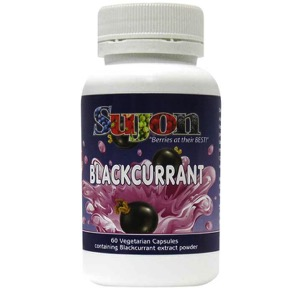 Sujon
"Berries at their BEST!"
BLACKCURRANT
60 Vegetarian Capsules
containing Blackcurrant extract powder